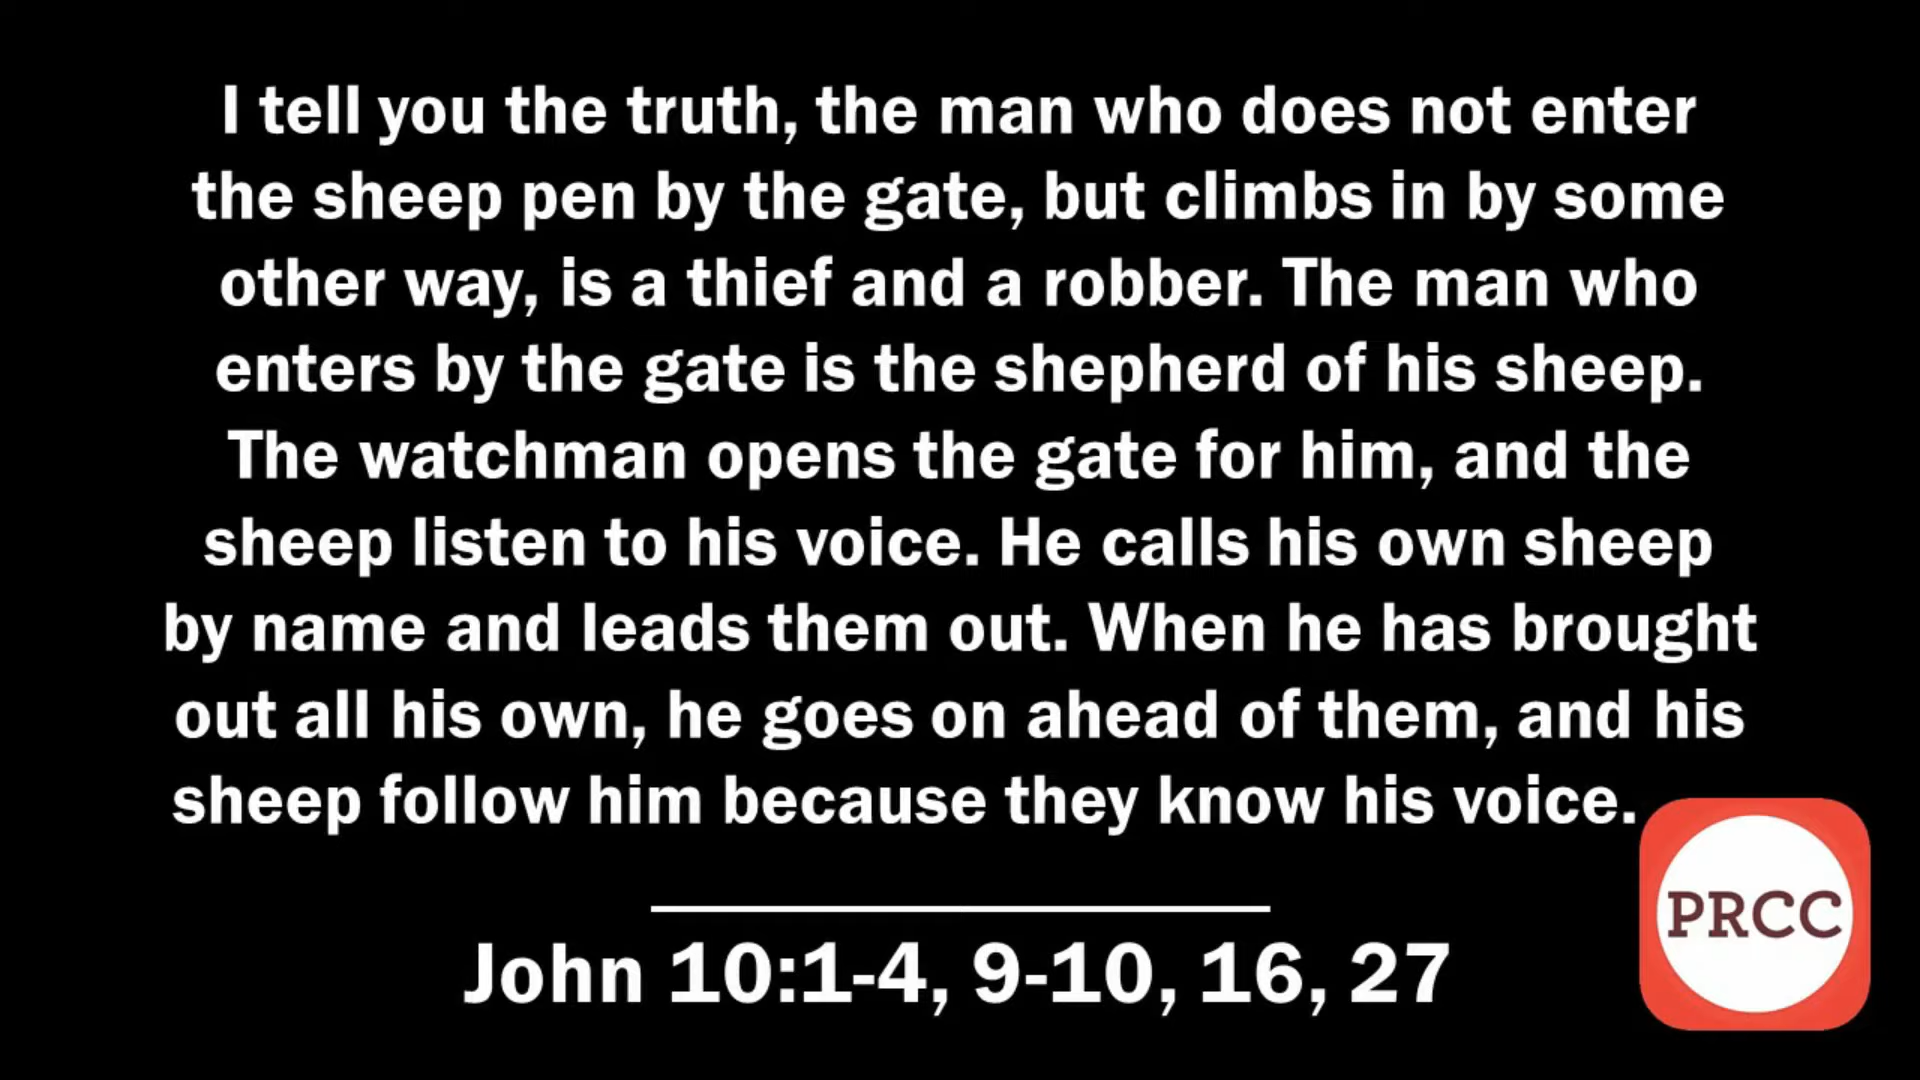 I tell you the truth, the man who does not enter
the sheep pen by the gate, but climbs in by some
other way, is a thief and a robber. The man who
enters by the gate is the shepherd of his sheep.
The watchman opens the gate for him, and the
sheep listen to his voice. He calls his own sheep
by name and leads them out. When he has brought
out all his own, he goes on ahead of them, and his
sheep follow him because they know his voice.
John 10:1-4, 9-10, 16, 27
PRCC